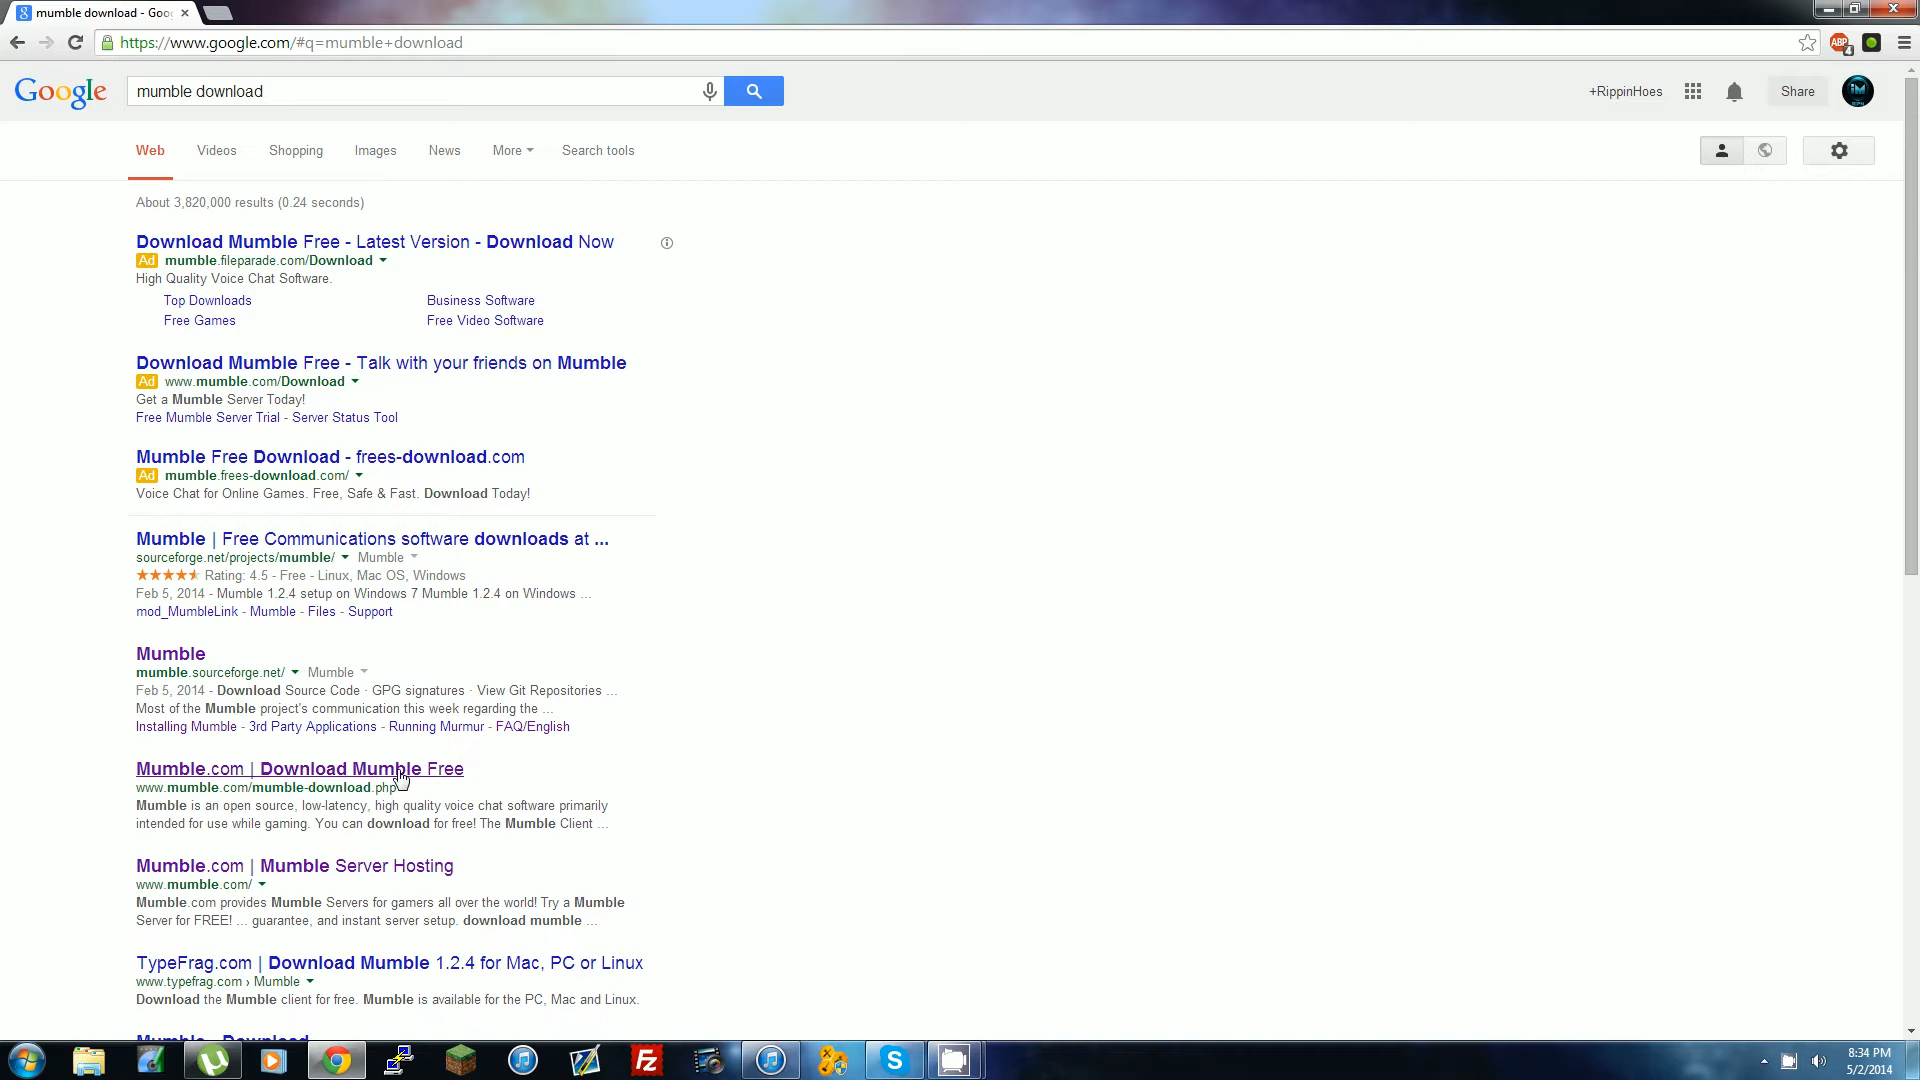 mumble download - Goo
https://www.google.com/#q=mumble+download
ABP
4
Google
mumble download
+RippinHoes
Share
Web
Videos
Shopping
Images
News
More
Search tools
About 3,820,000 results (0.24 seconds)
Download Mumble Free - Latest Version - Download Now
Ad mumble.fileparade.com/Download
High Quality Voice Chat Software.
Top Downloads
Business Software
Free Games
Free Video Software
Download Mumble Free - Talk with your friends on Mumble
Ad www.mumble.com/Download
Get a Mumble Server Today!
Free Mumble Server Trial - Server Status Tool
Mumble Free Download - frees-download.com
Ad mumble.frees-download.com/
Voice Chat for Online Games. Free, Safe & Fast. Download Today!
Mumble | Free Communications software downloads at ...
sourceforge.net/projects/mumble/ Mumble
Rating: 4.5 - Free - Linux, Mac OS, Windows
Feb 5, 2014 - Mumble 1.2.4 setup on Windows 7 Mumble 1.2.4 on Windows ...
mod_MumbleLink - Mumble - Files - Support
Mumble
mumble.sourceforge.net/ Mumble
Feb 5, 2014 - Download Source Code · GPG signatures · View Git Repositories ...
Most of the Mumble project's communication this week regarding the ...
Installing Mumble - 3rd Party Applications - Running Murmur - FAQ/English
Mumble.com | Download Mumble Free
www.mumble.com/mumble-download.php
Mumble is an open source, low-latency, high quality voice chat software primarily
intended for use while gaming. You can download for free! The Mumble Client ...
Mumble.com | Mumble Server Hosting
www.mumble.com/
Mumble.com provides Mumble Servers for gamers all over the world! Try a Mumble
Server for FREE! ... guarantee, and instant server setup. download mumble ...
TypeFrag.com | Download Mumble 1.2.4 for Mac, PC or Linux
www.typefrag.com › Mumble
Download the Mumble client for free. Mumble is available for the PC, Mac and Linux.
Mumble - Download
8:34 PM
5/2/2014